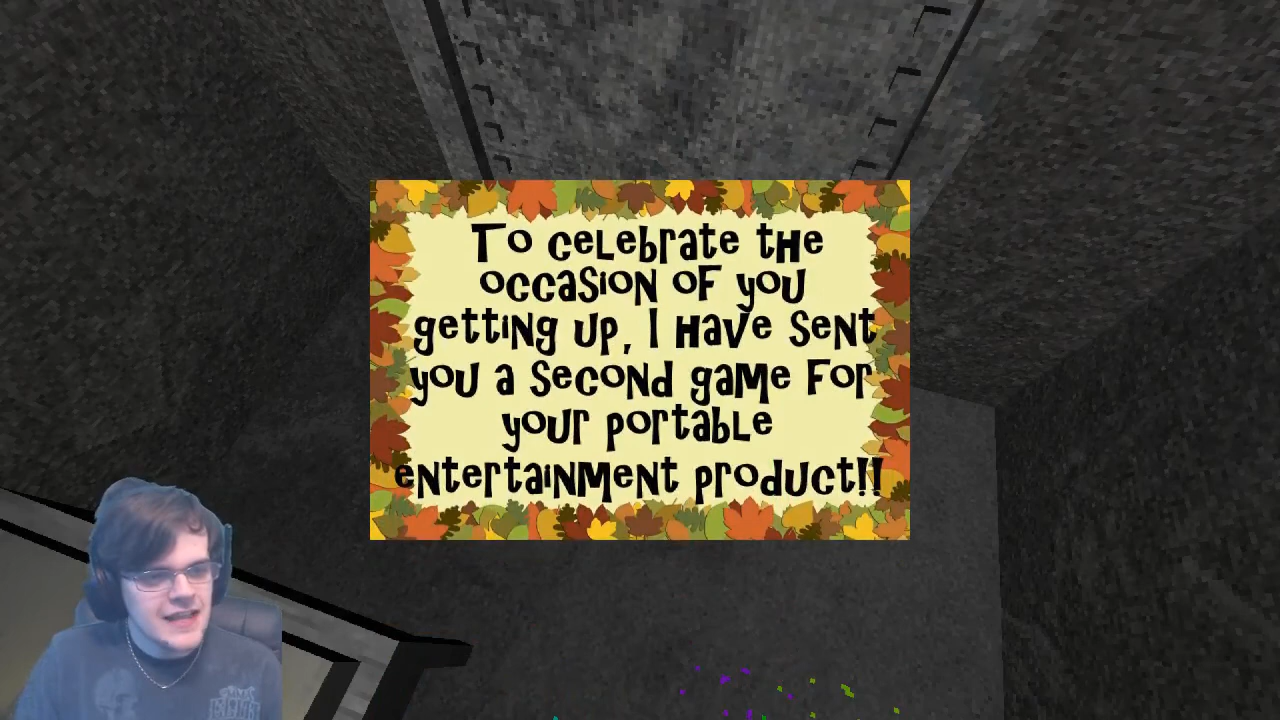 To celebrate the
occasion of you
getting up, I have sent
you a second game for
your portable
entertainment product!!